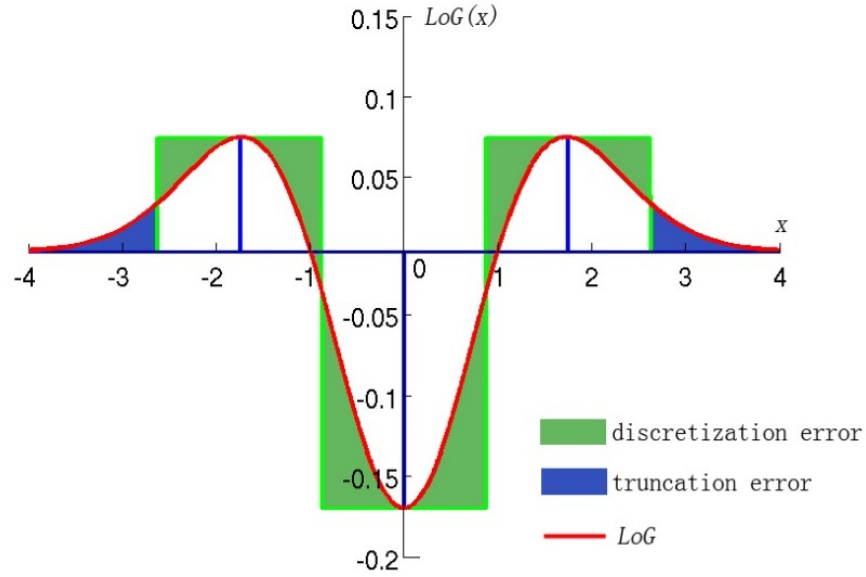 0.15 LoG(x)
0.1
0.05
x
-4 -3 -2 -1 0 1 2 3 4
-0.05
-0.1
-0.15
-0.2
discretization error
truncation error
LoG